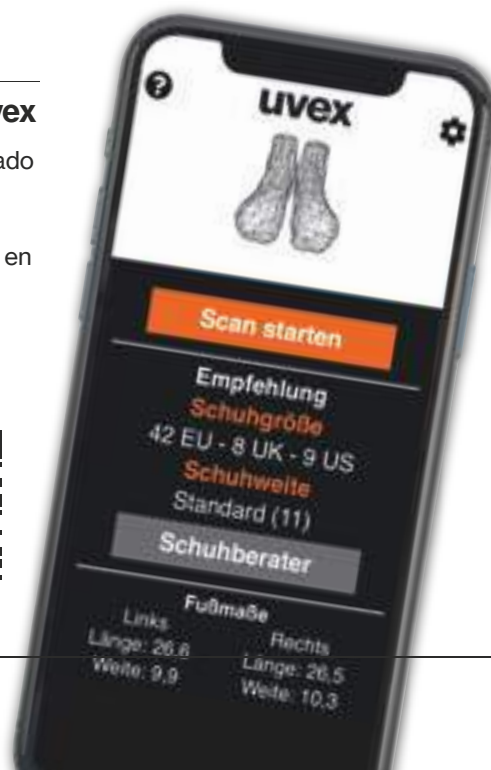 vex
ado
en
?
uvex
Scan starten
Empfehlung
Schuhgröße
42 EU - 8 UK - 9 US
Schuhweite
Standard (11)
Schuhberater
Fußmaße
Links
Rechts
Länge: 26,6
Länge: 26,5
Weite: 9,9
Weite: 10,3